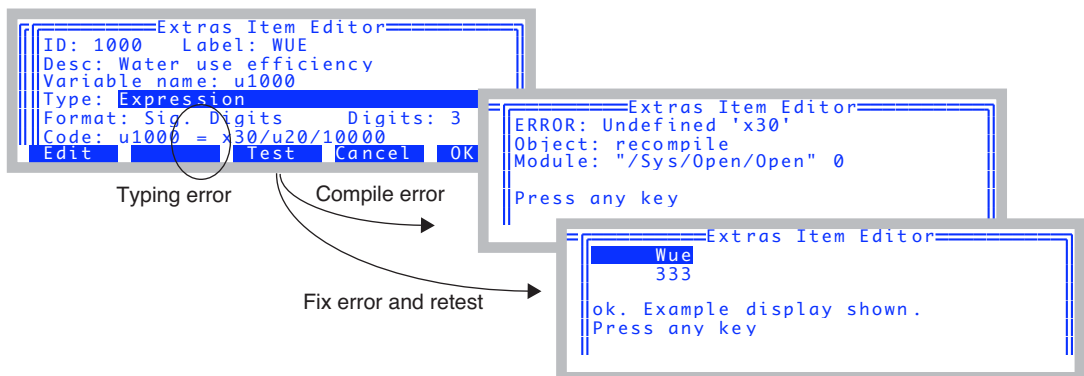 Extras Item Editor
ID: 1000 Label: WUE
Desc: Water use efficiency
Variable name: u1000
Type: Expression
Format: Sig. Digits Digits: 3
Code: u1000 = x30/u20/10000
Edit Test Cancel OK
Typing error
Compile error
Extras Item Editor
ERROR: Undefined 'x30'
Object: recompile
Module: "/Sys/Open/Open" 0
Press any key
Fix error and retest
Extras Item Editor
Wue
333
ok. Example display shown.
Press any key